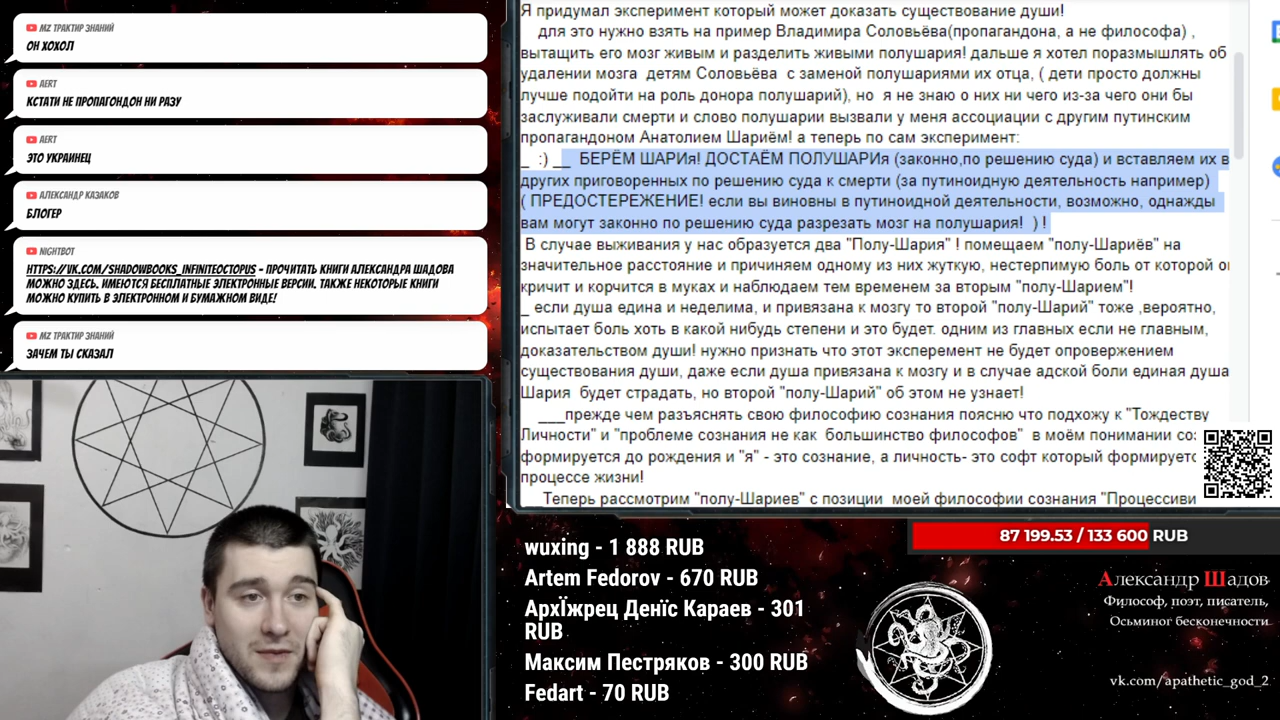 MZ ТРАКТИР ЗНАНИЙ
ОН ХОХОЛ
AERT
КСТАТИ НЕ ПРОПАГОНДОН НИ РАЗУ
AERT
ЭТО УКРАИНЕЦ
АЛЕКСАНДР КАЗАКОВ
БЛОГЕР
NIGHTBOT
HTTPS://VK.COM/SHADOWBOOKS_INFINITEOCTOPUS - ПРОЧИТАТЬ КНИГИ АЛЕКСАНДРА ШАДОВА
МОЖНО ЗДЕСЬ. ИМЕЮТСЯ БЕСПЛАТНЫЕ ЭЛЕКТРОННЫЕ ВЕРСИИ. ТАКЖЕ НЕКОТОРЫЕ КНИГИ
МОЖНО КУПИТЬ В ЭЛЕКТРОННОМ И БУМАЖНОМ ВИДЕ!
MZ ТРАКТИР ЗНАНИЙ
ЗАЧЕМ ТЫ СКАЗАЛ
Я придумал эксперимент который может доказать существование души!
для это нужно взять на пример Владимира Соловьёва(пропагандона, а не философа) ,
вытащить его мозг живым и разделить живыми полушария! дальше я хотел поразмышлять об
удалении мозга детям Соловьёва с заменой полушариями их отца, ( дети просто должны
лучше подойти на роль донора полушарий), но я не знаю о них ни чего из-за чего они бы
заслуживали смерти и слово полушарии вызвали у меня ассоциации с другим путинским
пропагандоном Анатолием Шариём! а теперь по сам эксперимент:
_ :) __ БЕРЁМ ШАРИя! ДОСТАЁМ ПОЛУШАРИя (законно,по решению суда) и вставляем их в
других приговоренных по решению суда к смерти (за путиноидную деятельность например)
( ПРЕДОСТЕРЕЖЕНИЕ! если вы виновны в путиноидной деятельности, возможно, однажды
вам могут законно по решению суда разрезать мозг на полушария! ) !
В случае выживания у нас образуется два "Полу-Шария" ! помещаем "полу-Шариёв" на
значительное расстояние и причиняем одному из них жуткую, нестерпимую боль от которой о
кричит и корчится в муках и наблюдаем тем временем за вторым "полу-Шарием"!
_ если душа едина и неделима, и привязана к мозгу то второй "полу-Шарий" тоже ,вероятно,
испытает боль хоть в какой нибудь степени и это будет. одним из главных если не главным,
доказательством души! нужно признать что этот эксперемент не будет опровержением
существования души, даже если душа привязана к мозгу и в случае адской боли единая душа
Шария будет страдать, но второй "полу-Шарий" об этом не узнает!
___прежде чем разъяснять свою философию сознания поясню что подхожу к "Тождеству
Личности" и "проблеме сознания не как большинство философов" в моём понимании соз
формируется до рождения и "я" - это сознание, а личность- это софт который формируетс
процессе жизни!
Теперь рассмотрим "полу-Шариев" с позиции моей философии сознания "Процессиви
87 199.53 / 133 600 RUB
wuxing - 1 888 RUB
Artem Fedorov - 670 RUB
АрхЇжрец Денїс Караев - 301
RUB
Максим Пестряков - 300 RUB
Fedart - 70 RUB
Александр Шадов
Философ, поэт, писатель,
Осьминог бесконечности
vk.com/apathetic_god_2